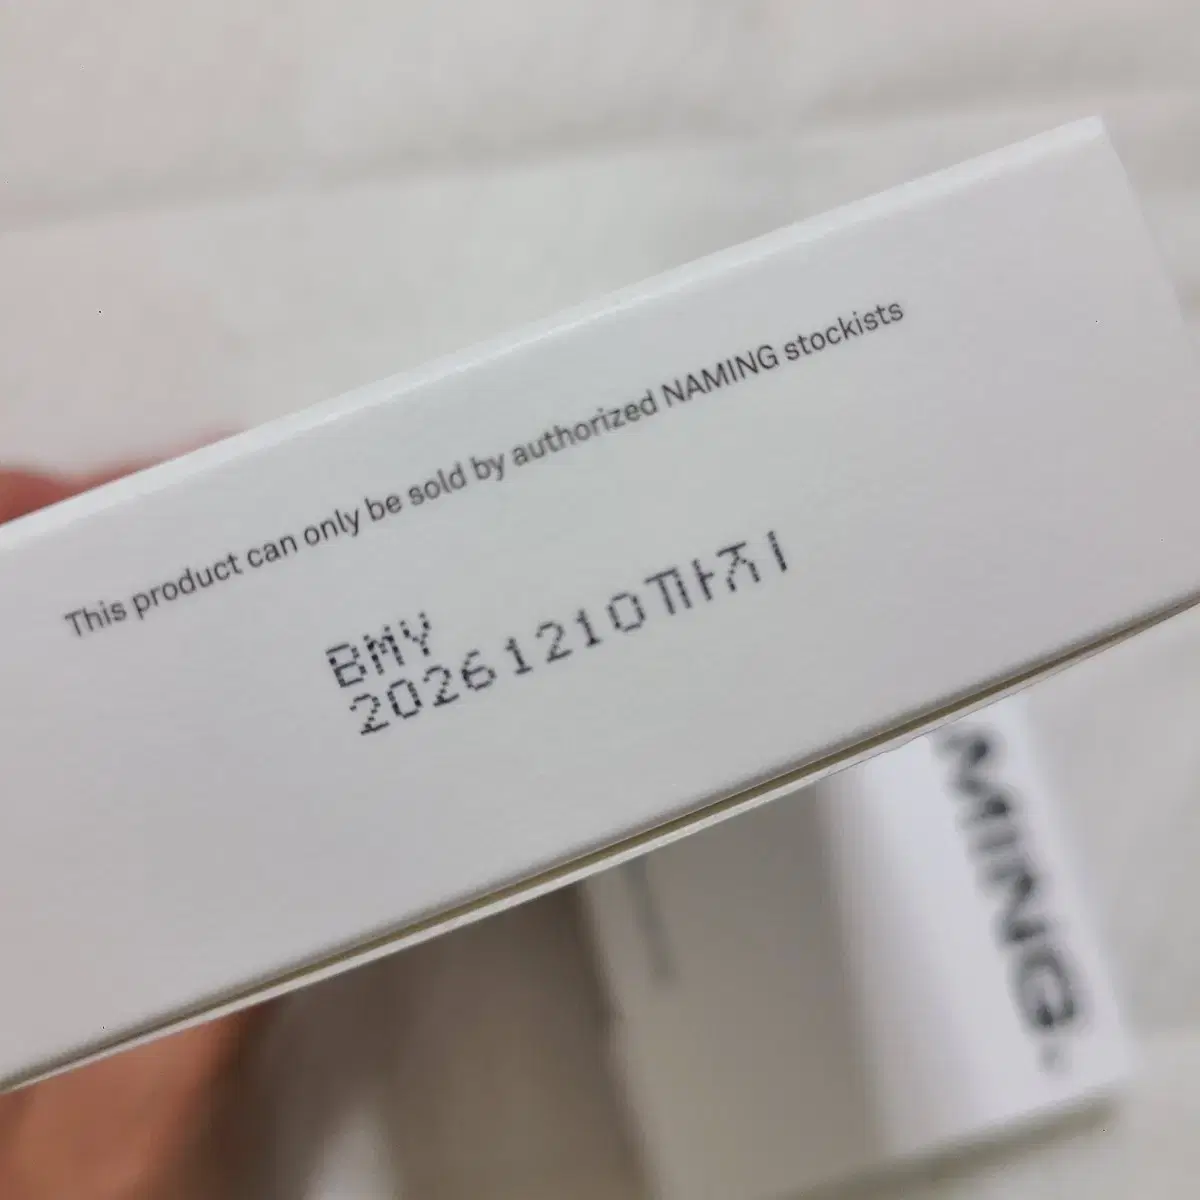 This product can only be sold by authorized NAMING stockists
BMY
20261210까지
MING.